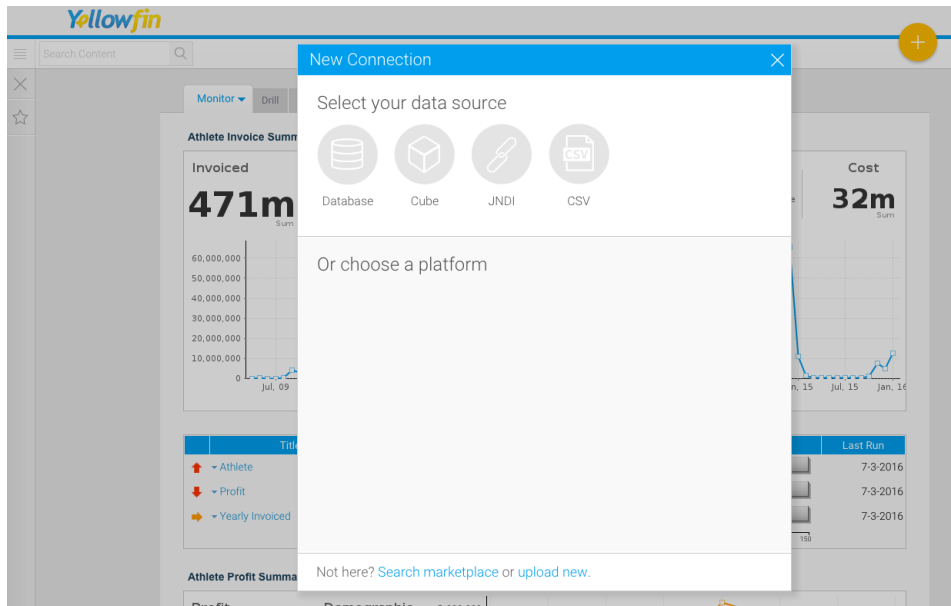 Yellowfin
Search Content
New Connection
Monitor
Drill
Select your data source
Athlete Invoice Summ
Invoiced
471m
Sum
Database
Cube
JNDI
CSV
CSV
Cost
32m
Sum
Or choose a platform
60,000,000
50,000,000
40,000,000
30,000,000
20,000,000
10,000,000
0
Jul, 09
n, 15
Jul, 15
Jan, 16
Title
Last Run
Athlete
7-3-2016
Profit
7-3-2016
Yearly Invoiced
7-3-2016
150
Not here? Search marketplace or upload new.
Athlete Profit Summa
Profit
Demographic